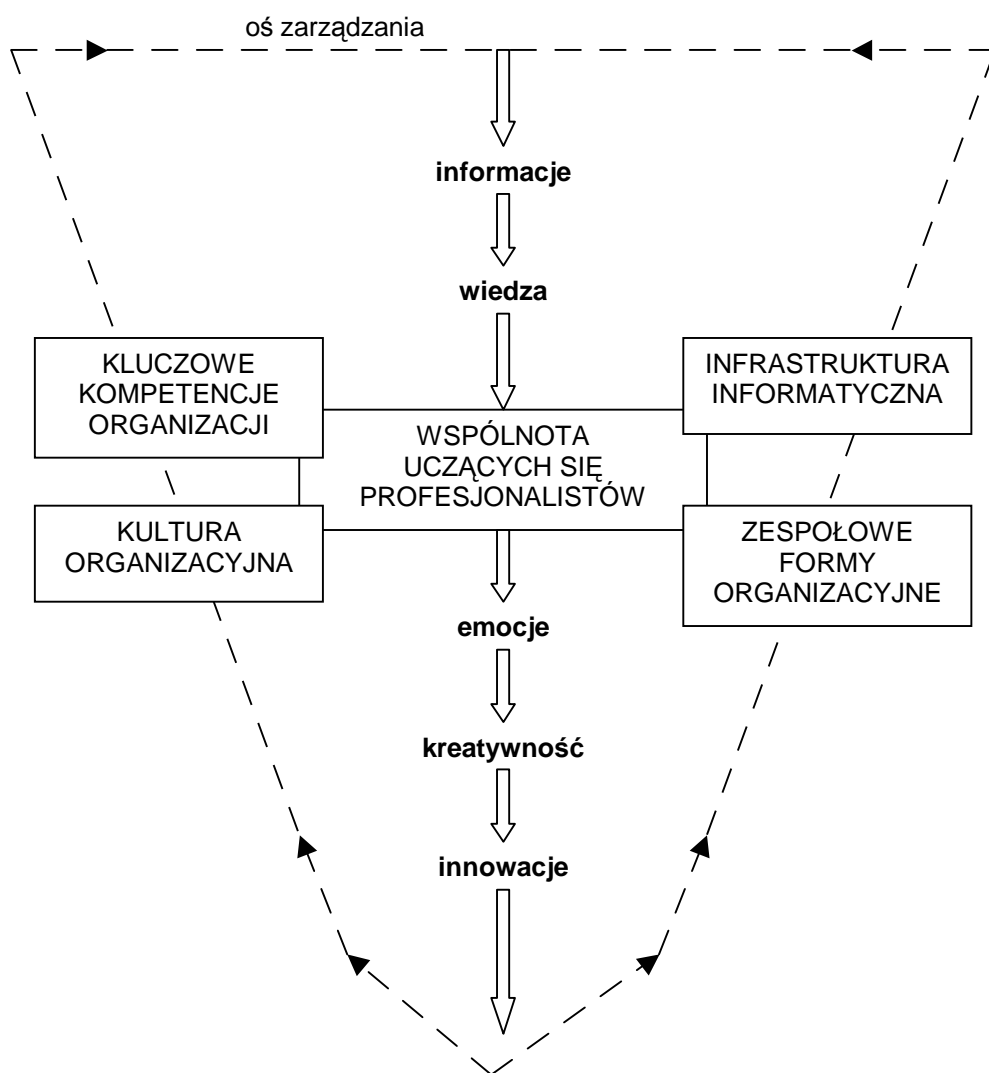 oś zarządzania
informacje
wiedza
KLUCZOWE
KOMPETENCJE
ORGANIZACJI
INFRASTRUKTURA
INFORMATYCZNA
WSPÓLNOTA
UCZĄCYCH SIĘ
PROFESJONALISTÓW
KULTURA
ORGANIZACYJNA
ZESPOŁOWE
FORMY
ORGANIZACYJNE
emocje
kreatywność
innowacje